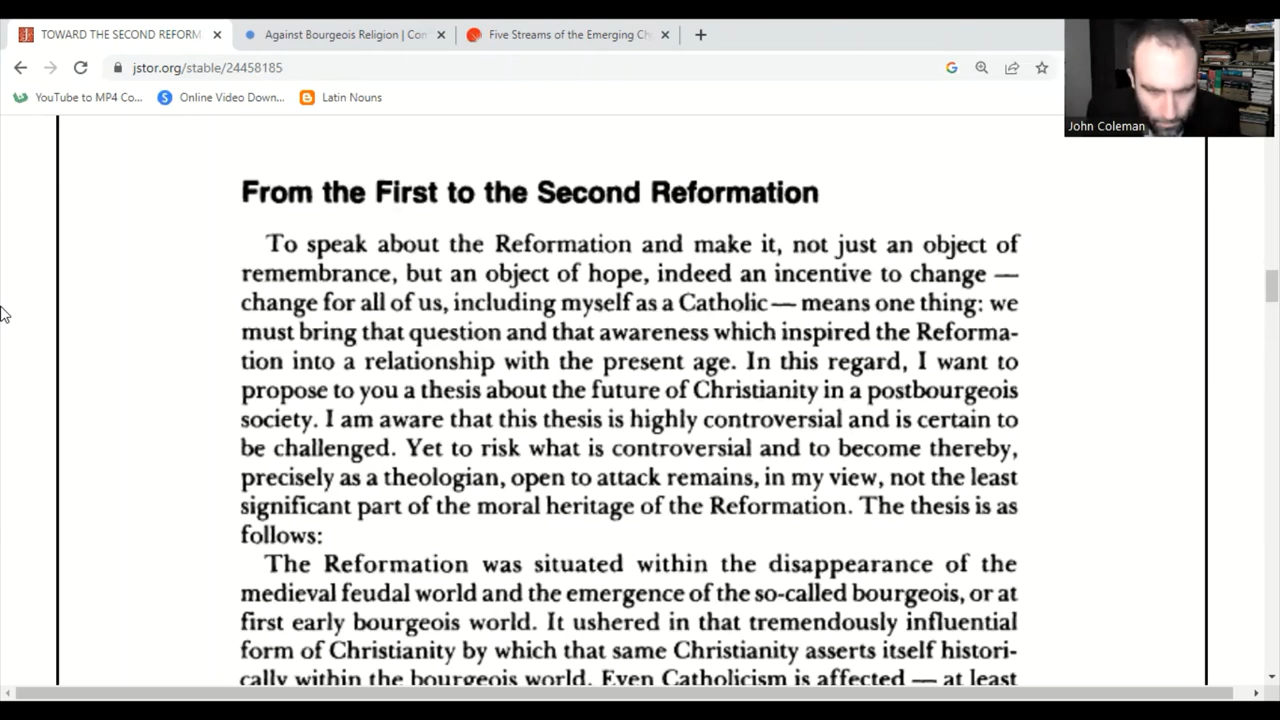 TOWARD THE SECOND REFORM
Against Bourgeois Religion | Con
Five Streams of the Emerging Ch
jstor.org/stable/24458185
YouTube to MP4 Co...
Online Video Down...
Latin Nouns
John Coleman
From the First to the Second Reformation
To speak about the Reformation and make it, not just an object of
remembrance, but an object of hope, indeed an incentive to change —
change for all of us, including myself as a Catholic — means one thing: we
must bring that question and that awareness which inspired the Reforma-
tion into a relationship with the present age. In this regard, I want to
propose to you a thesis about the future of Christianity in a postbourgeois
society. I am aware that this thesis is highly controversial and is certain to
be challenged. Yet to risk what is controversial and to become thereby,
precisely as a theologian, open to attack remains, in my view, not the least
significant part of the moral heritage of the Reformation. The thesis is as
follows:
The Reformation was situated within the disappearance of the
medieval feudal world and the emergence of the so-called bourgeois, or at
first early bourgeois world. It ushered in that tremendously influential
form of Christianity by which that same Christianity asserts itself histori-
cally within the bourgeois world. Even Catholicism is affected — at least